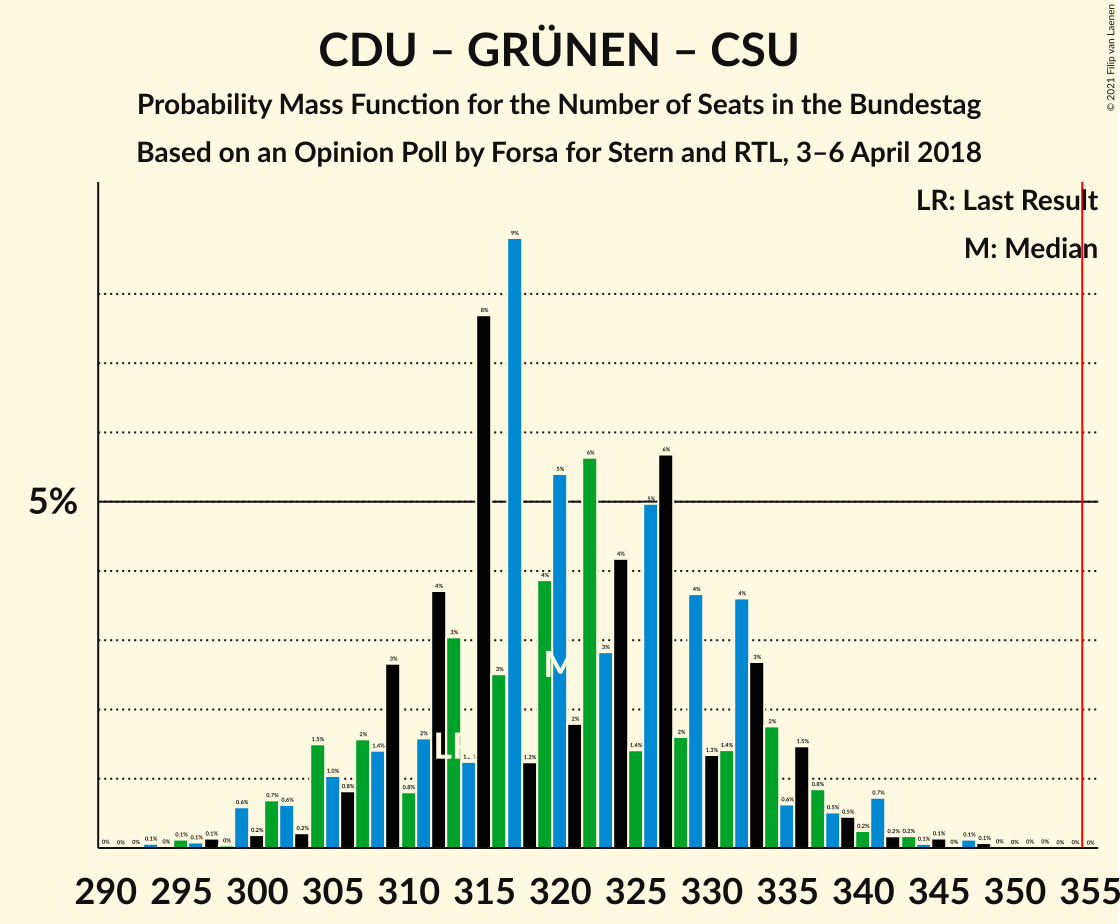 CDU – GRÜNEN – CSU
Probability Mass Function for the Number of Seats in the Bundestag
Based on an Opinion Poll by Forsa for Stern and RTL, 3–6 April 2018
© 2021 Filip van Laenen
LR: Last Result
M: Median
9%
8%
6% 6%
5% 5%
5%
4% 4% 4% 4% 4%
3% 3% 3% 3% 3%
M
LR
2% 2% 2% 2% 2%
1.5% 1.4% 1.2% 1.4% 1.3% 1.4% 1.5%
1.0% 0.8% 0.8% 0.8%
0.6% 0.7% 0.6% 0.6% 0.5% 0.5% 0.7%
0% 0% 0% 0.1% 0% 0.1% 0.1% 0.1% 0% 0.2% 0.2% 0.2% 0.2% 0.2% 0.1% 0.1% 0% 0.1% 0.1% 0% 0% 0% 0% 0% 0% 0%
290 295 300 305 310 315 320 325 330 335 340 345 350 355